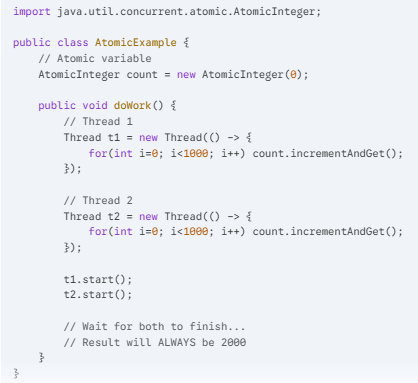 import java.util.concurrent.atomic.AtomicInteger;

public class AtomicExample {
    // Atomic variable
    AtomicInteger count = new AtomicInteger(0);

    public void doWork() {
        // Thread 1
        Thread t1 = new Thread(() -> {
            for(int i=0; i<1000; i++) count.incrementAndGet();
        });

        // Thread 2
        Thread t2 = new Thread(() -> {
            for(int i=0; i<1000; i++) count.incrementAndGet();
        });

        t1.start();
        t2.start();

        // Wait for both to finish...
        // Result will ALWAYS be 2000
    }
}